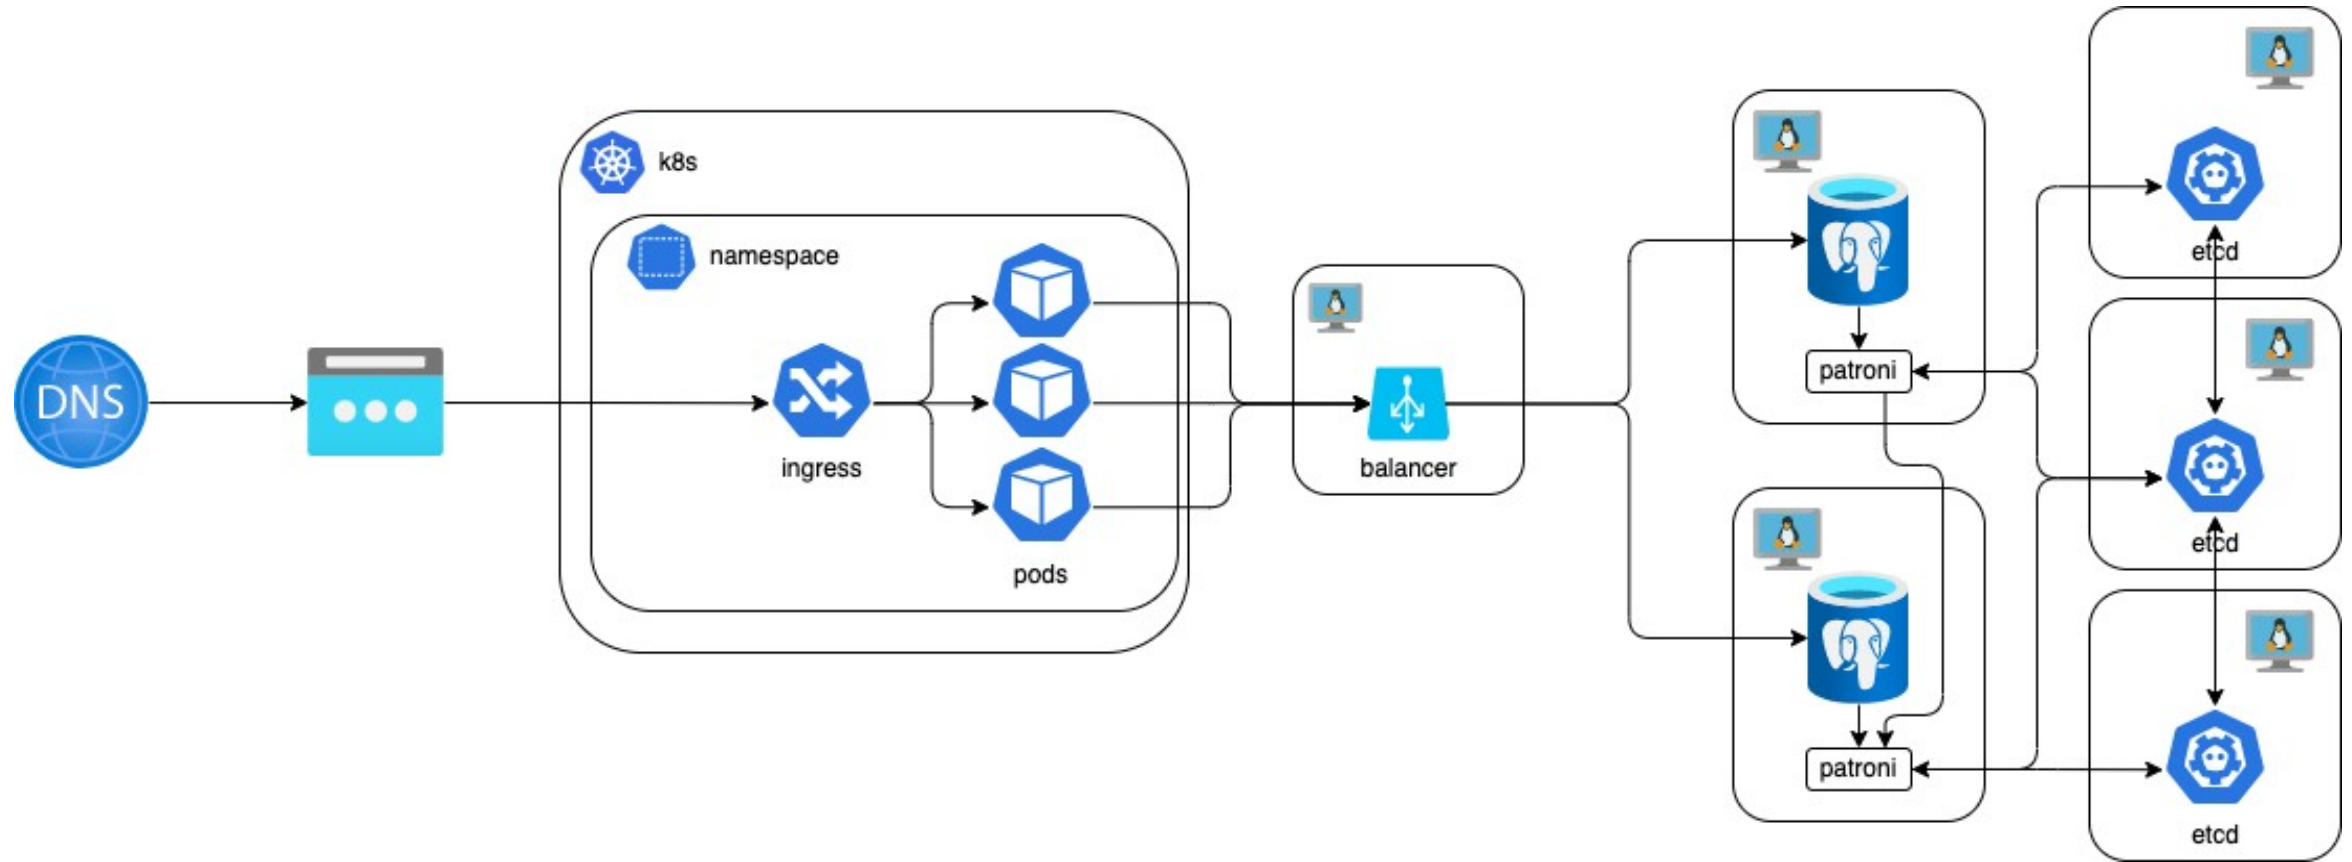 DNS
k8s
namespace
ingress
pods
balancer
patroni
patroni
etcd
etcd
etcd